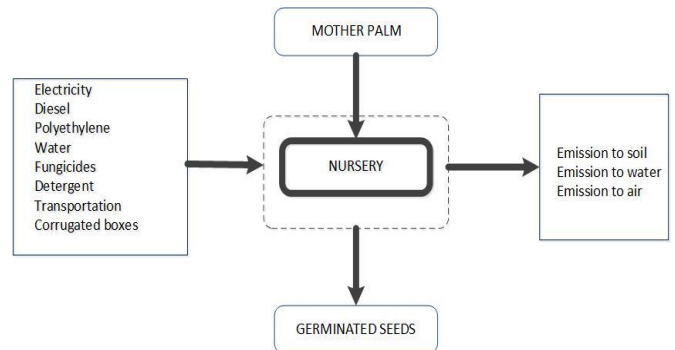 MOTHER PALM
Electricity
Diesel
Polyethylene
Water
Fungicides
Detergent
Transportation
Corrugated boxes
NURSERY
Emission to soil
Emission to water
Emission to air
GERMINATED SEEDS